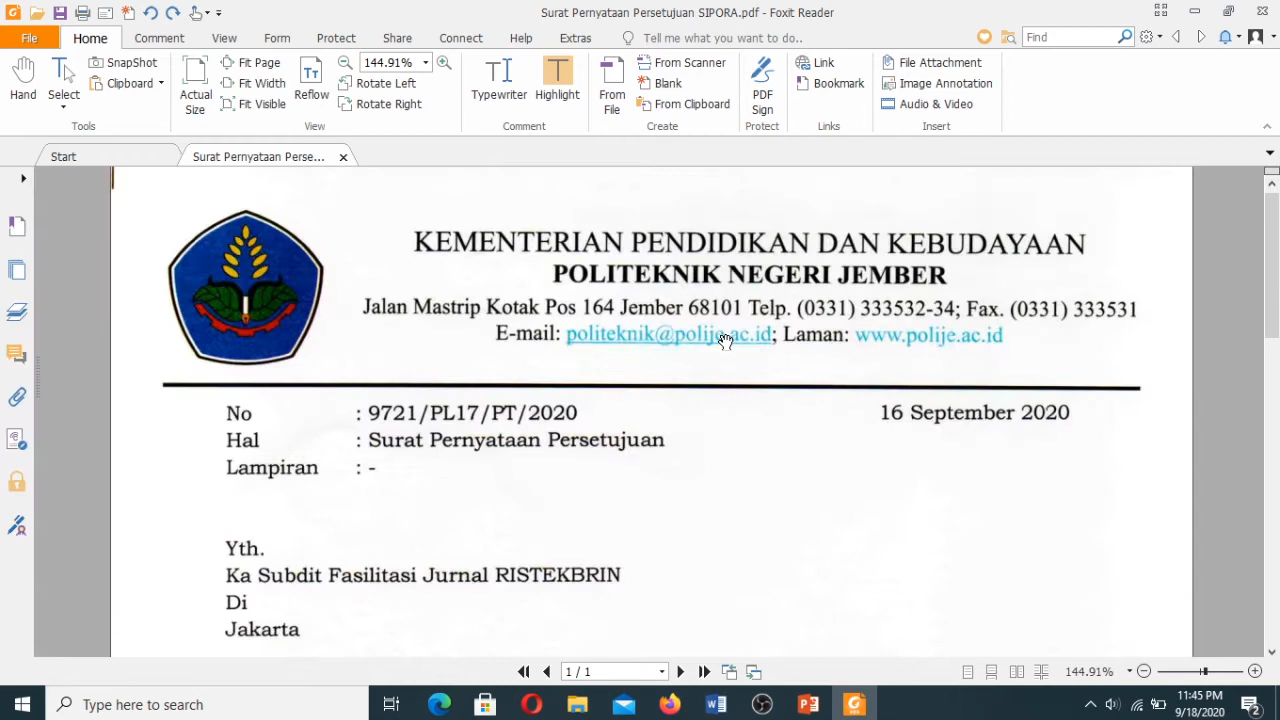 Surat Pernyataan Persetujuan SIPORA.pdf - Foxit Reader
File Home Comment View Form Protect Share Connect Help Extras Tell me what you want to do.. Find
Hand
Select
SnapShot
Clipboard
Tools
Actual Size
Fit Page
Fit Width
Fit Visible
Reflow
144.91%
Rotate Left
Rotate Right
View
Typewriter
Highlight
Comment
From File
From Scanner
Blank
From Clipboard
Create
PDF Sign
Protect
Link
Bookmark
Links
File Attachment
Image Annotation
Audio & Video
Insert
Start
Surat Pernyataan Perse...
KEMENTERIAN PENDIDIKAN DAN KEBUDAYAAN
POLITEKNIK NEGERI JEMBER
Jalan Mastrip Kotak Pos 164 Jember 68101 Telp. (0331) 333532-34; Fax. (0331) 333531
E-mail: politeknik@polije.ac.id; Laman: www.polije.ac.id
No : 9721/PL17/PT/2020 16 September 2020
Hal : Surat Pernyataan Persetujuan
Lampiran : -
Yth.
Ka Subdit Fasilitasi Jurnal RISTEKBRIN
Di
Jakarta
1 / 1
144.91%
Type here to search
11:45 PM
9/18/2020
2